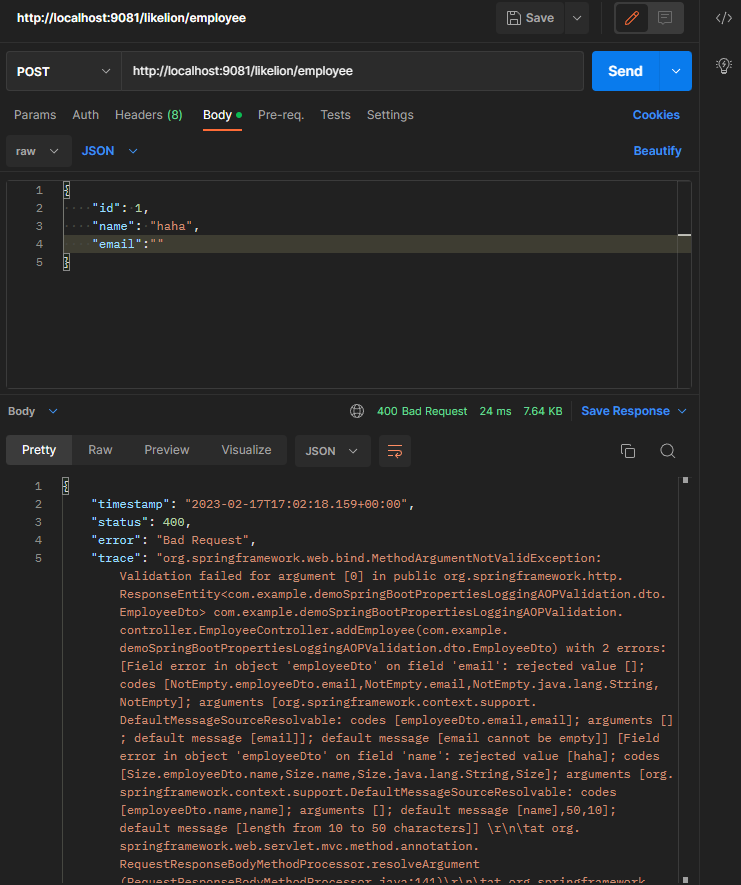 http://localhost:9081/likelion/employee
Save
POST
http://localhost:9081/likelion/employee
Send
Params Auth Headers (8) Body Pre-req. Tests Settings Cookies
raw JSON Beautify
1 {
2 "id": 1,
3 "name": "haha",
4 "email":""
5 }
Body 400 Bad Request 24 ms 7.64 KB Save Response
Pretty Raw Preview Visualize JSON
1 {
2 "timestamp": "2023-02-17T17:02:18.159+00:00",
3 "status": 400,
4 "error": "Bad Request",
5 "trace": "org.springframework.web.bind.MethodArgumentNotValidException:
Validation failed for argument [0] in public org.springframework.http.
ResponseEntity<com.example.demoSpringBootPropertiesLoggingAOPValidation.dto.
EmployeeDto> com.example.demoSpringBootPropertiesLoggingAOPValidation.
controller.EmployeeController.addEmployee(com.example.
demoSpringBootPropertiesLoggingAOPValidation.dto.EmployeeDto) with 2 errors:
[Field error in object 'employeeDto' on field 'email': rejected value [];
codes [NotEmpty.employeeDto.email,NotEmpty.email,NotEmpty.java.lang.String,
NotEmpty]; arguments [org.springframework.context.support.
DefaultMessageSourceResolvable: codes [employeeDto.email,email]; arguments []
; default message [email]]; default message [email cannot be empty]] [Field
error in object 'employeeDto' on field 'name': rejected value [haha]; codes
[Size.employeeDto.name,Size.name,Size.java.lang.String,Size]; arguments [org.
springframework.context.support.DefaultMessageSourceResolvable: codes
[employeeDto.name,name]; arguments []; default message [name],50,10];
default message [length from 10 to 50 characters]] \r\n\tat org.
springframework.web.servlet.mvc.method.annotation.
RequestResponseBodyMethodProcessor.resolveArgument
(RequestResponseBodyMethodProcessor.java:141)\r\n\tat org.springframework.